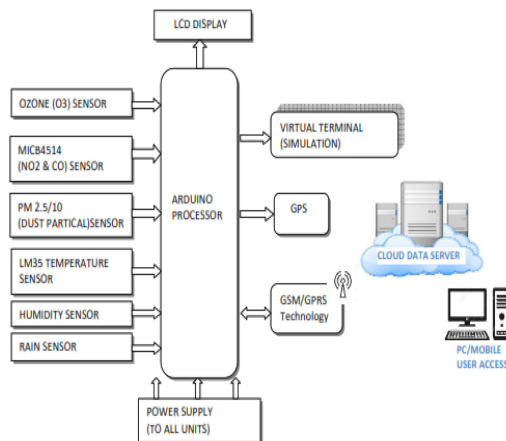 LCD DISPLAY
OZONE (O3) SENSOR
MICB4514
(NO2 & CO) SENSOR
PM 2.5/10
(DUST PARTICAL)SENSOR
LM35 TEMPERATURE
SENSOR
HUMIDITY SENSOR
RAIN SENSOR
ARDUINO
PROCESSOR
VIRTUAL TERMINAL
(SIMULATION)
GPS
GSM/GPRS
Technology
CLOUD DATA SERVER
PC/MOBILE
USER ACCESS
POWER SUPPLY
(TO ALL UNITS)